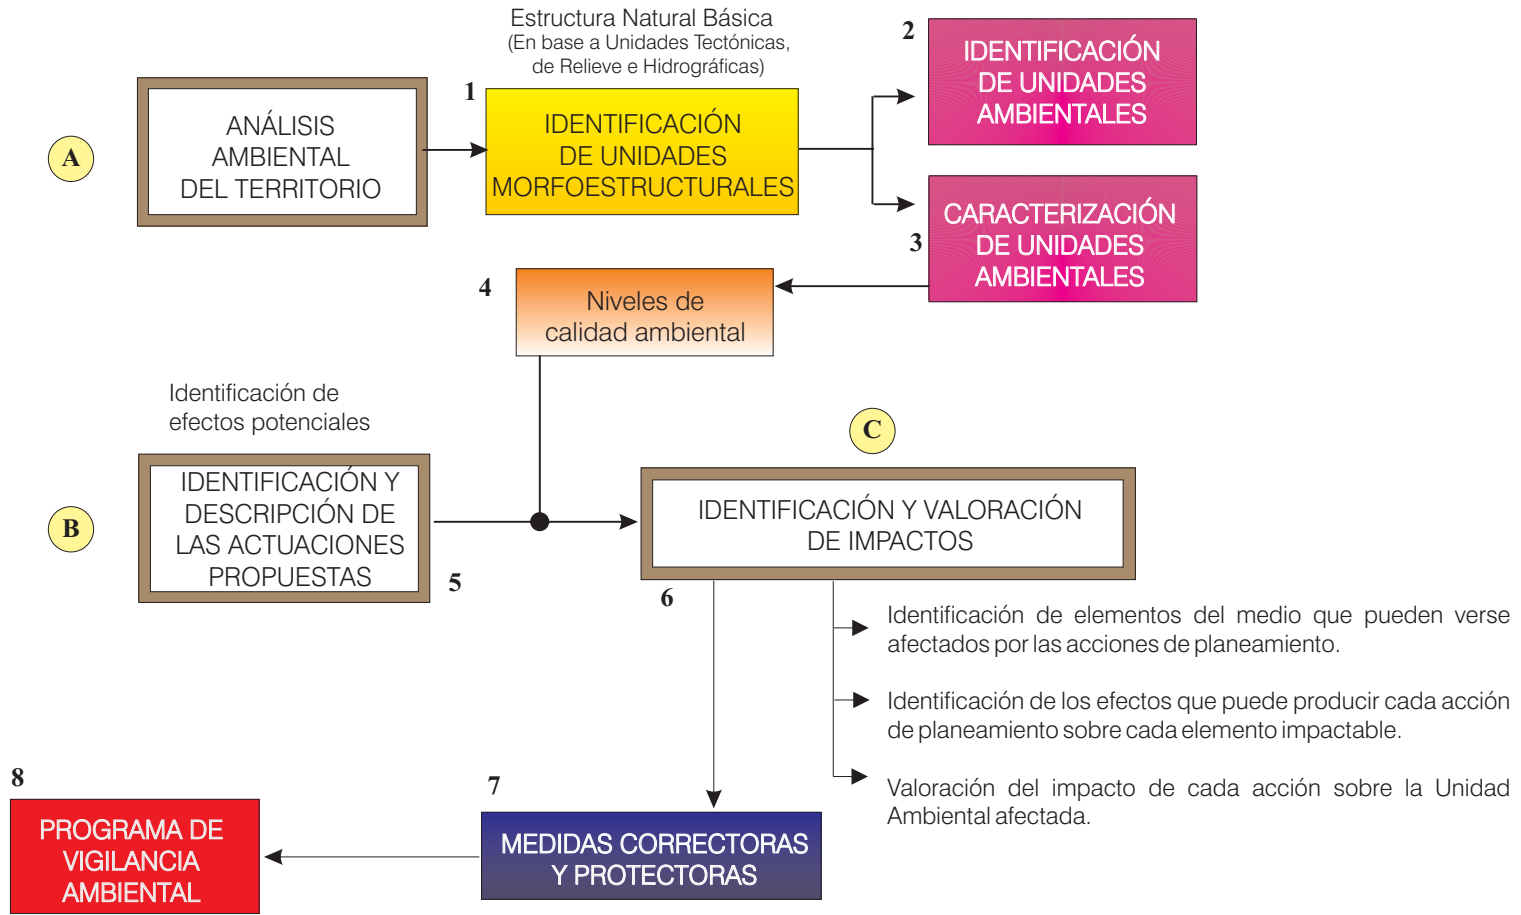 Estructura Natural Básica
(En base a Unidades Tectónicas,
de Relieve e Hidrográficas)
A
ANÁLISIS
AMBIENTAL
DEL TERRITORIO
1
IDENTIFICACIÓN
DE UNIDADES
MORFOESTRUCTURALES
2
IDENTIFICACIÓN
DE UNIDADES
AMBIENTALES
3
CARACTERIZACIÓN
DE UNIDADES
AMBIENTALES
4
Niveles de
calidad ambiental
Identificación de
efectos potenciales
B
IDENTIFICACIÓN Y
DESCRIPCIÓN DE
LAS ACTUACIONES
PROPUESTAS
5
C
IDENTIFICACIÓN Y VALORACIÓN
DE IMPACTOS
6
Identificación de elementos del medio que pueden verse
afectados por las acciones de planeamiento.
Identificación de los efectos que puede producir cada acción
de planeamiento sobre cada elemento impactable.
Valoración del impacto de cada acción sobre la Unidad
Ambiental afectada.
7
MEDIDAS CORRECTORAS
Y PROTECTORAS
8
PROGRAMA DE
VIGILANCIA
AMBIENTAL